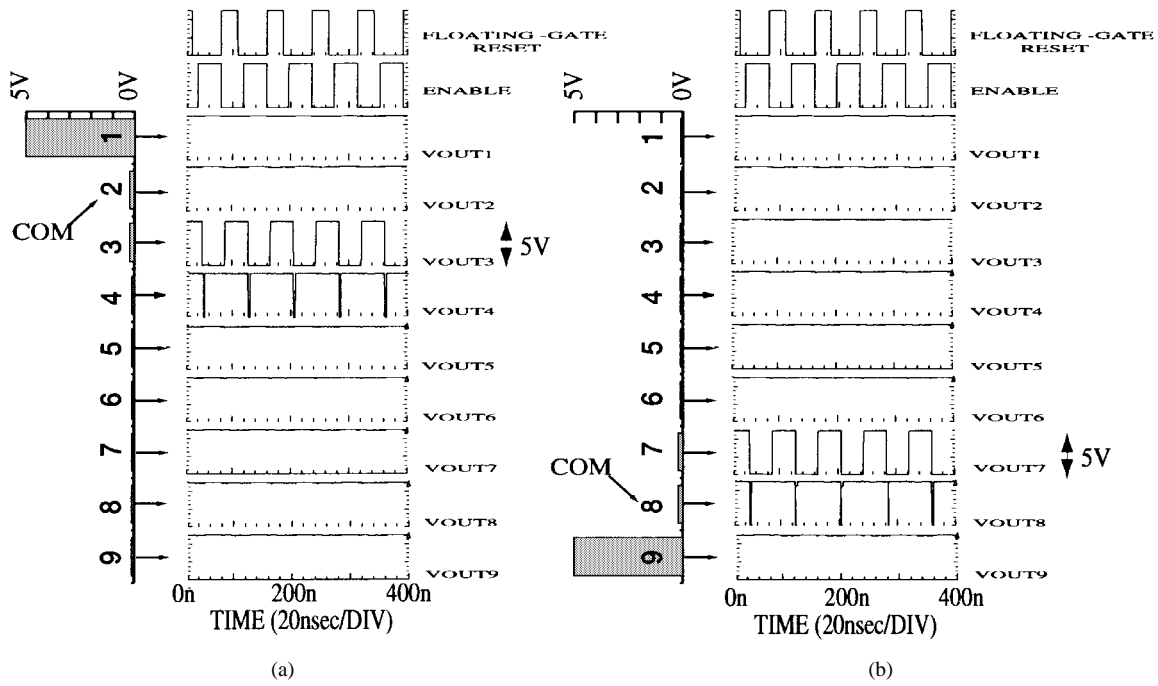 FLOATING -GATE
RESET
ENABLE
5V
0V
1
2
3
4
5
6
7
8
9
COM
VOUT1
VOUT2
VOUT3
5V
VOUT4
VOUT5
VOUT6
VOUT7
VOUT8
VOUT9
0n 200n 400n
TIME (20nsec/DIV)
(a)
FLOATING -GATE
RESET
ENABLE
5V
0V
1
2
3
4
5
6
7
8
9
COM
VOUT1
VOUT2
VOUT3
VOUT4
VOUT5
VOUT6
VOUT7
5V
VOUT8
VOUT9
0n 200n 400n
TIME (20nsec/DIV)
(b)